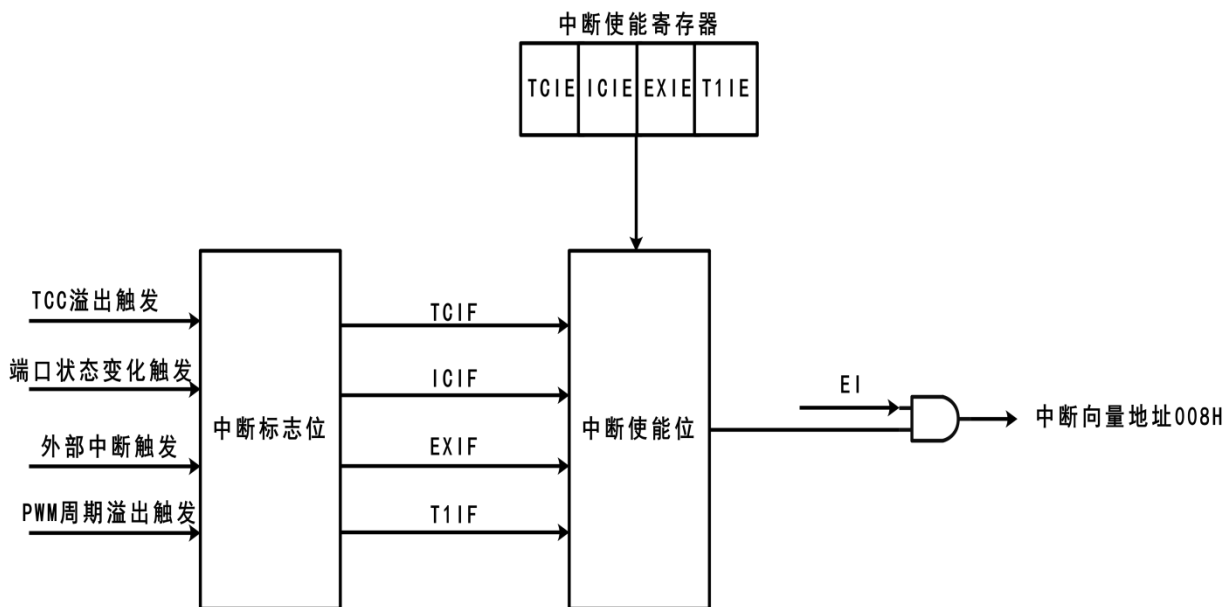 中断使能寄存器
TCIE ICIE EXIE T1IE
TCC溢出触发
端口状态变化触发
外部中断触发
PWM周期溢出触发
中断标志位
TCIF
ICIF
EXIF
T1IF
中断使能位
EI
中断向量地址008H